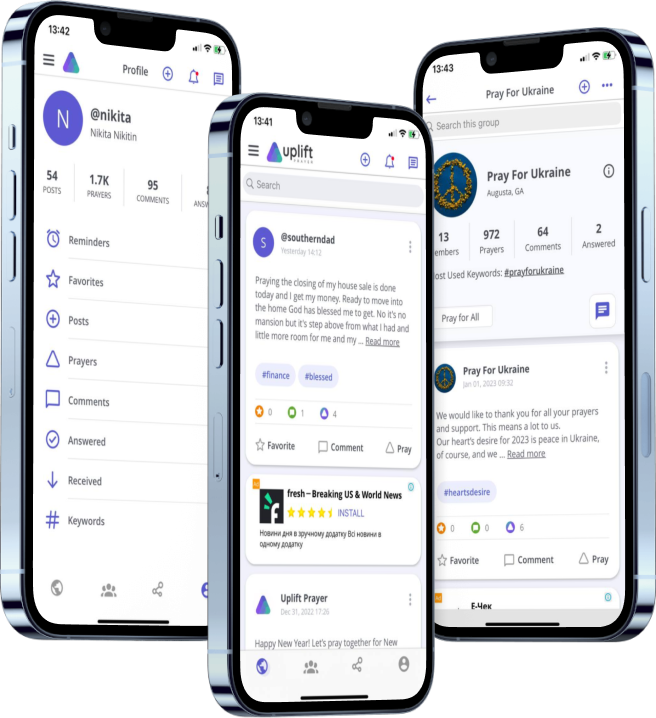 13:42
Profile
N
@nikita
Nikita Nikitin
54
POSTS
1.7K
PRAYERS
95
COMMENTS
Reminders
Favorites
Posts
Prayers
Comments
Answered
Received
Keywords
13:41
uplift
PRAYER
Search
S
@southerndad
Yesterday 14:12
Praying the closing of my house sale is done
today and I get my money. Ready to move into
the home God has blessed me to get. No it's no
mansion but it's step above from what I had and
little more room for me and my ... Read more
#finance #blessed
0 1 4
Favorite Comment Pray
fresh – Breaking US & World News
INSTALL
Новини дня в зручному додатку Всі новини в
одному додатку
Uplift Prayer
Dec 31, 2022 17:26
Happy New Year! Let's pray together for New
13:43
Pray For Ukraine
Search this group
Pray For Ukraine
Augusta, GA
13
embers
972
Prayers
64
Comments
2
Answered
ost Used Keywords: #prayforukraine
Pray for All
Pray For Ukraine
Jan 01, 2023 09:32
We would like to thank you for all your prayers
and support. This means a lot to us.
Our heart's desire for 2023 is peace in Ukraine,
of course, and we ... Read more
#heartsdesire
0 0 6
Favorite Comment Pray
Е-Чек